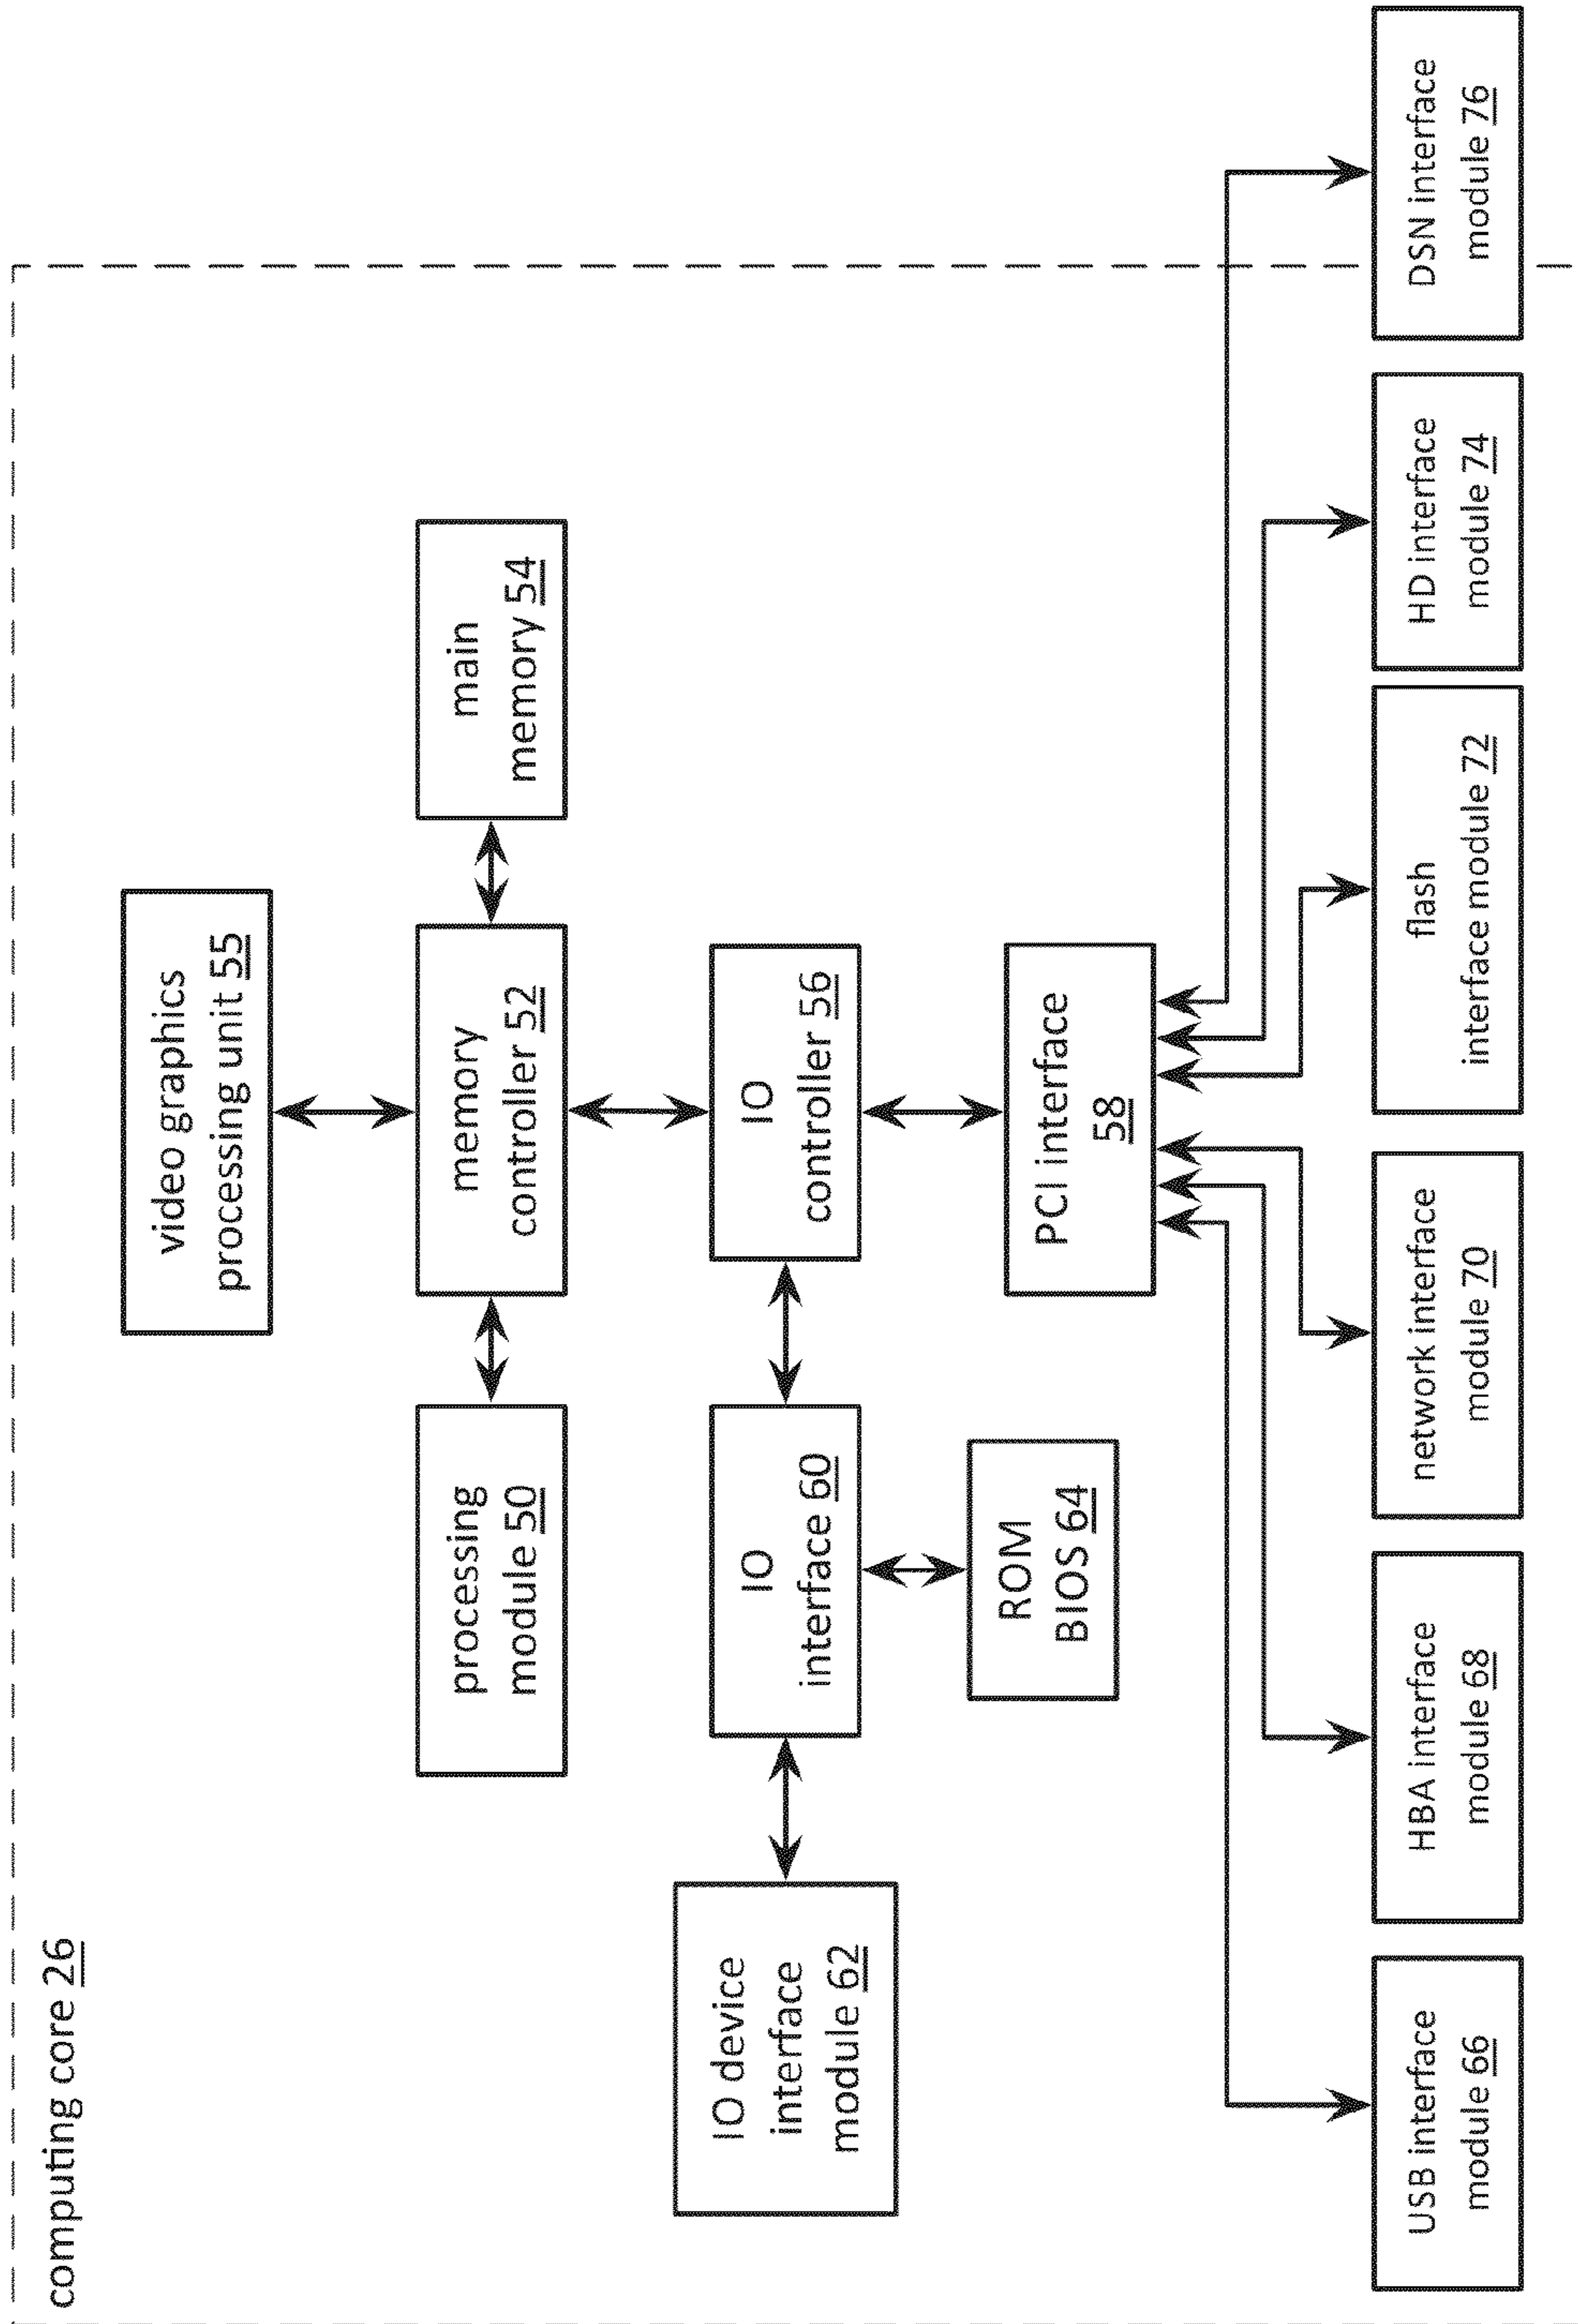 computing core 26
video graphics
processing unit 55
processing
module 50
memory
controller 52
main
memory 54
IO device
interface
module 62
IO
interface 60
IO
controller 56
ROM
BIOS 64
PCI interface
58
USB interface
module 66
HBA interface
module 68
network interface
module 70
flash
interface module 72
HD interface
module 74
DSN interface
module 76